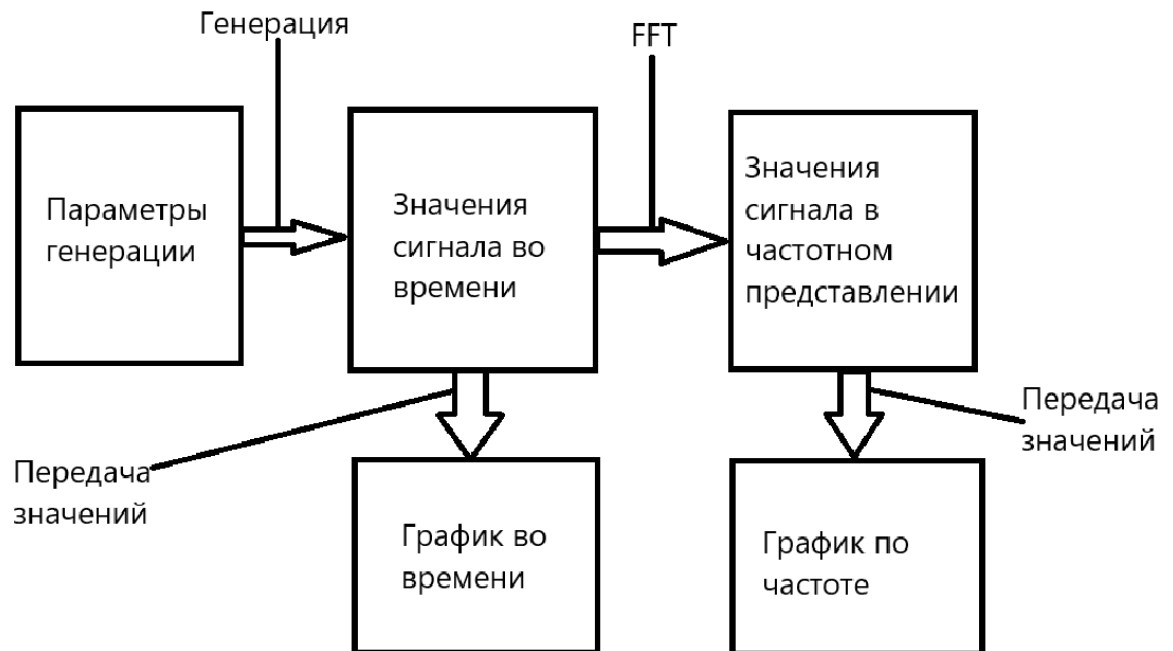 Генерация
FFT
Параметры
генерации
Значения
сигнала во
времени
Значения
сигнала в
частотном
представлении
Передача
значений
Передача
значений
График во
времени
График по
частоте